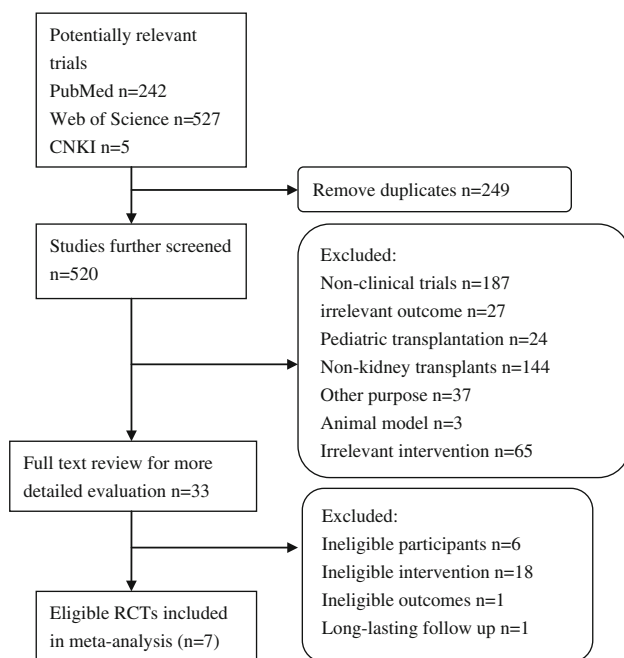 Potentially relevant
trials
PubMed n=242
Web of Science n=527
CNKI n=5
Remove duplicates n=249
Studies further screened
n=520
Excluded:
Non-clinical trials n=187
irrelevant outcome n=27
Pediatric transplantation n=24
Non-kidney transplants n=144
Other purpose n=37
Animal model n=3
Irrelevant intervention n=65
Full text review for more
detailed evaluation n=33
Excluded:
Ineligible participants n=6
Ineligible intervention n=18
Ineligible outcomes n=1
Long-lasting follow up n=1
Eligible RCTs included
in meta-analysis (n=7)